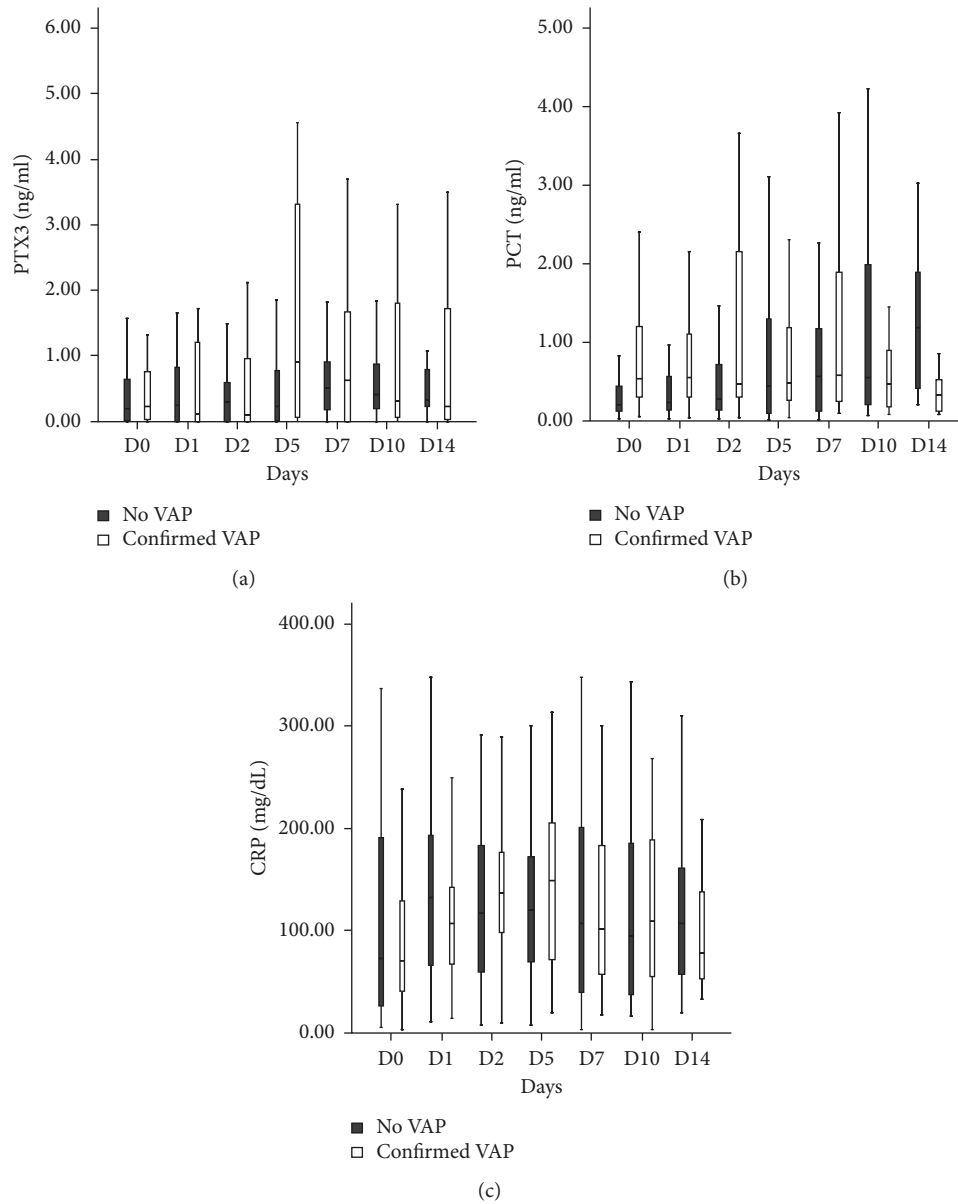 6.00
5.00
4.00
3.00
2.00
1.00
0.00
PTX3 (ng/ml)
D0 D1 D2 D5 D7 D10 D14
Days
No VAP
Confirmed VAP
(a)
5.00
4.00
3.00
2.00
1.00
0.00
PCT (ng/ml)
D0 D1 D2 D5 D7 D10 D14
Days
No VAP
Confirmed VAP
(b)
400.00
300.00
200.00
100.00
0.00
CRP (mg/dL)
D0 D1 D2 D5 D7 D10 D14
Days
No VAP
Confirmed VAP
(c)